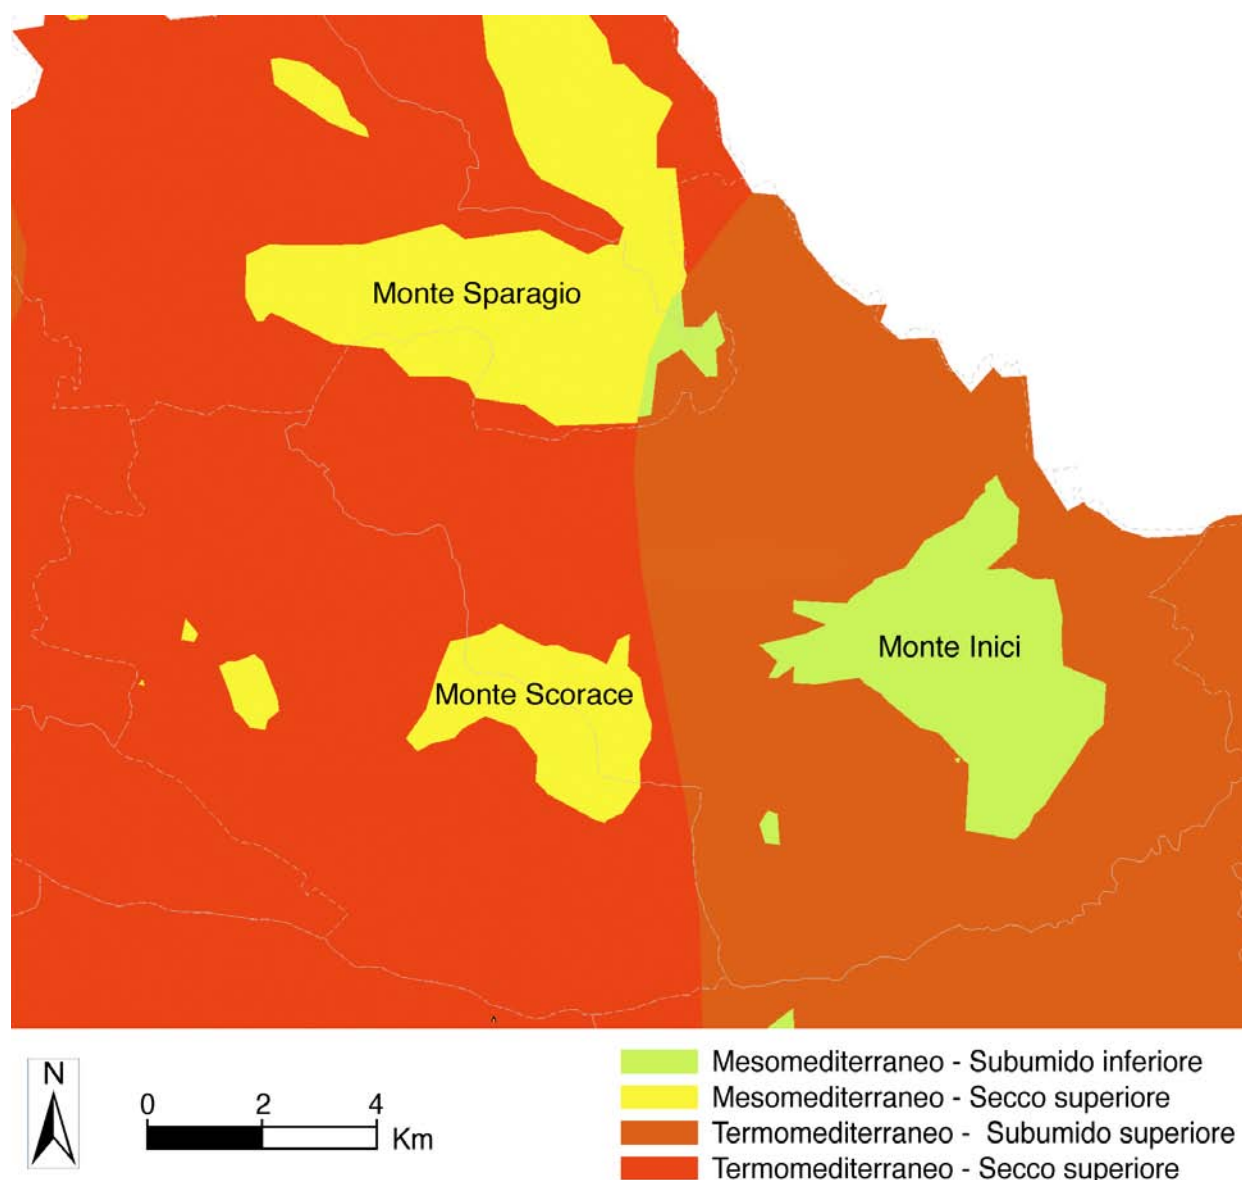 Monte Sparagio
Monte Inici
Monte Scorace
N
0 2 4
Km
Mesomediterraneo - Subumido inferiore
Mesomediterraneo - Secco superiore
Termomediterraneo - Subumido superiore
Termomediterraneo - Secco superiore